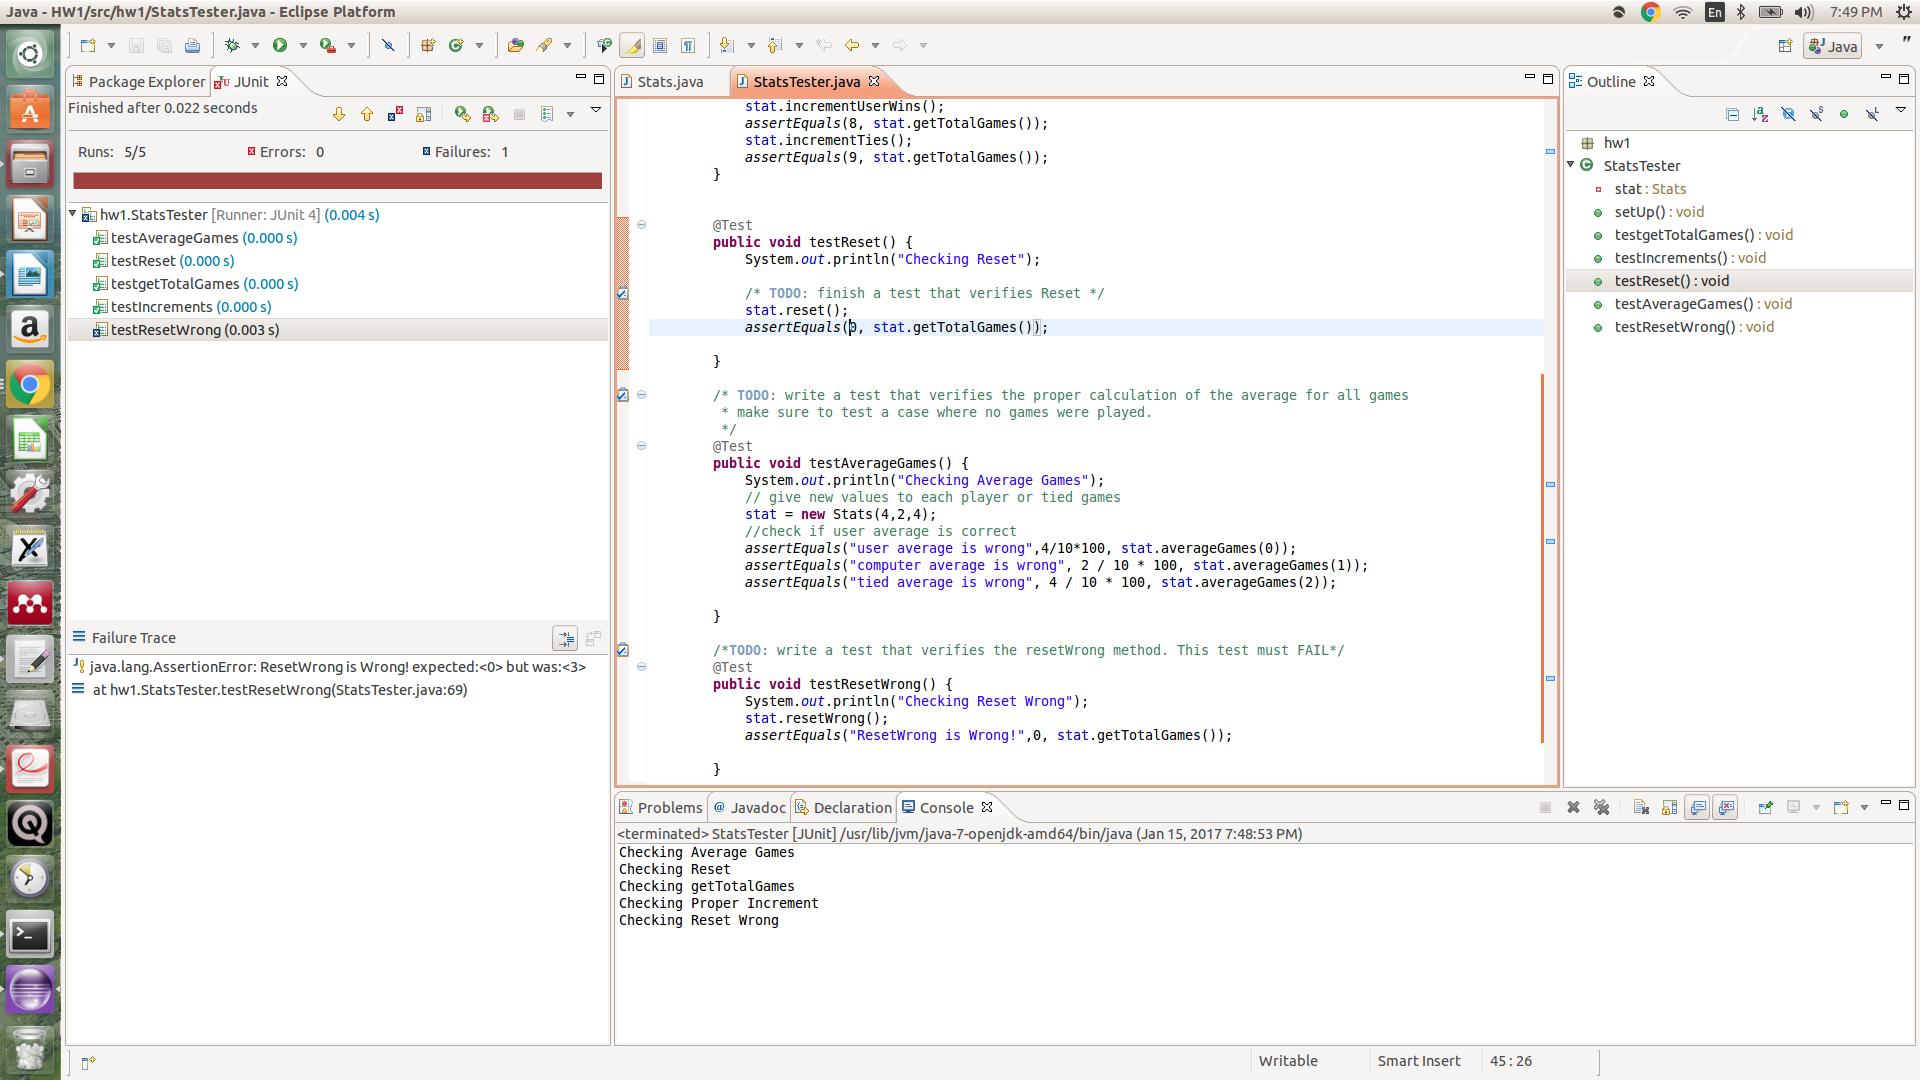 Java - HW1/src/hw1/StatsTester.java - Eclipse Platform
En
7:49 PM
Java
Package Explorer
JUnit
Finished after 0.022 seconds
Runs: 5/5
Errors: 0
Failures: 1
hw1.StatsTester [Runner: JUnit 4] (0.004 s)
testAverageGames (0.000 s)
testReset (0.000 s)
testgetTotalGames (0.000 s)
testIncrements (0.000 s)
testResetWrong (0.003 s)
Failure Trace
java.lang.AssertionError: ResetWrong is Wrong! expected:<0> but was:<3>
at hw1.StatsTester.testResetWrong(StatsTester.java:69)
Stats.java
StatsTester.java
stat.incrementUserWins();
assertEquals(8, stat.getTotalGames());
stat.incrementTies();
assertEquals(9, stat.getTotalGames());
}
@Test
public void testReset() {
System.out.println("Checking Reset");
/* TODO: finish a test that verifies Reset */
stat.reset();
assertEquals(0, stat.getTotalGames());
}
/* TODO: write a test that verifies the proper calculation of the average for all games
* make sure to test a case where no games were played.
*/
@Test
public void testAverageGames() {
System.out.println("Checking Average Games");
// give new values to each player or tied games
stat = new Stats(4,2,4);
//check if user average is correct
assertEquals("user average is wrong",4/10*100, stat.averageGames(0));
assertEquals("computer average is wrong", 2 / 10 * 100, stat.averageGames(1));
assertEquals("tied average is wrong", 4 / 10 * 100, stat.averageGames(2));
}
/*TODO: write a test that verifies the resetWrong method. This test must FAIL*/
@Test
public void testResetWrong() {
System.out.println("Checking Reset Wrong");
stat.resetWrong();
assertEquals("ResetWrong is Wrong!",0, stat.getTotalGames());
}
Outline
hw1
StatsTester
stat : Stats
setUp() : void
testgetTotalGames() : void
testIncrements() : void
testReset() : void
testAverageGames() : void
testResetWrong() : void
Problems
@ Javadoc
Declaration
Console
<terminated> StatsTester [JUnit] /usr/lib/jvm/java-7-openjdk-amd64/bin/java (Jan 15, 2017 7:48:53 PM)
Checking Average Games
Checking Reset
Checking getTotalGames
Checking Proper Increment
Checking Reset Wrong
Writable
Smart Insert
45 : 26